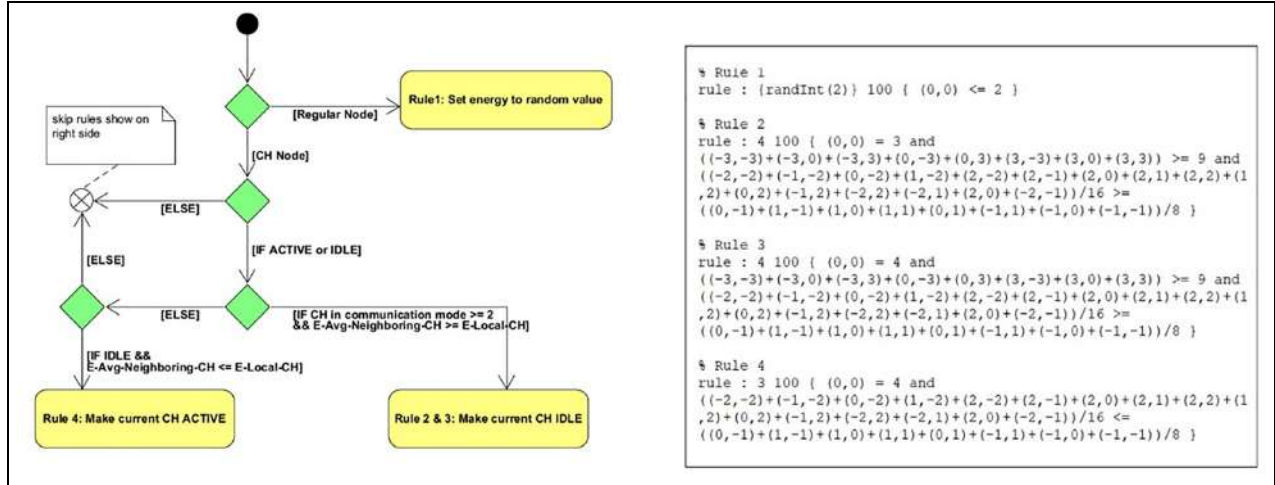 skip rules show on
right side
Rule1: Set energy to random value
[Regular Node]
[CH Node]
[ELSE]
[IF ACTIVE or IDLE]
[ELSE]
[ELSE]
[IF CH in communication mode >= 2
&& E-Avg-Neighboring-CH >= E-Local-CH]
[IF IDLE &&
E-Avg-Neighboring-CH <= E-Local-CH]
Rule 4: Make current CH ACTIVE
Rule 2 & 3: Make current CH IDLE
% Rule 1
rule : {randInt(2)} 100 { (0,0) <= 2 }
% Rule 2
rule : 4 100 { (0,0) = 3 and
((-3,-3)+(-3,0)+(-3,3)+(0,-3)+(0,3)+(3,-3)+(3,0)+(3,3)) >= 9 and
((-2,-2)+(-1,-2)+(0,-2)+(1,-2)+(2,-2)+(2,-1)+(2,0)+(2,1)+(2,2)+(1
,2)+(0,2)+(-1,2)+(-2,2)+(-2,1)+(2,0)+(-2,-1))/16 >=
((0,-1)+(1,-1)+(1,0)+(1,1)+(0,1)+(-1,1)+(-1,0)+(-1,-1))/8 }
% Rule 3
rule : 4 100 { (0,0) = 4 and
((-3,-3)+(-3,0)+(-3,3)+(0,-3)+(0,3)+(3,-3)+(3,0)+(3,3)) >= 9 and
((-2,-2)+(-1,-2)+(0,-2)+(1,-2)+(2,-2)+(2,-1)+(2,0)+(2,1)+(2,2)+(1
,2)+(0,2)+(-1,2)+(-2,2)+(-2,1)+(2,0)+(-2,-1))/16 >=
((0,-1)+(1,-1)+(1,0)+(1,1)+(0,1)+(-1,1)+(-1,0)+(-1,-1))/8 }
% Rule 4
rule : 3 100 { (0,0) = 4 and
((-2,-2)+(-1,-2)+(0,-2)+(1,-2)+(2,-2)+(2,-1)+(2,0)+(2,1)+(2,2)+(1
,2)+(0,2)+(-1,2)+(-2,2)+(-2,1)+(2,0)+(-2,-1))/16 <=
((0,-1)+(1,-1)+(1,0)+(1,1)+(0,1)+(-1,1)+(-1,0)+(-1,-1))/8 }